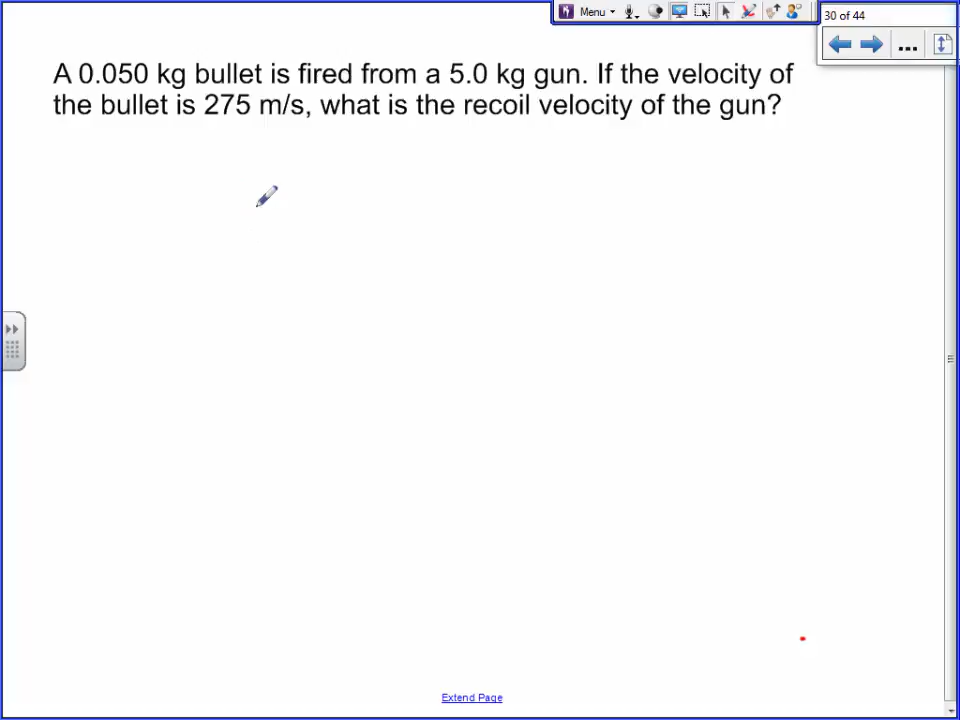 Menu
30 of 44
A 0.050 kg bullet is fired from a 5.0 kg gun. If the velocity of
the bullet is 275 m/s, what is the recoil velocity of the gun?
Extend Page